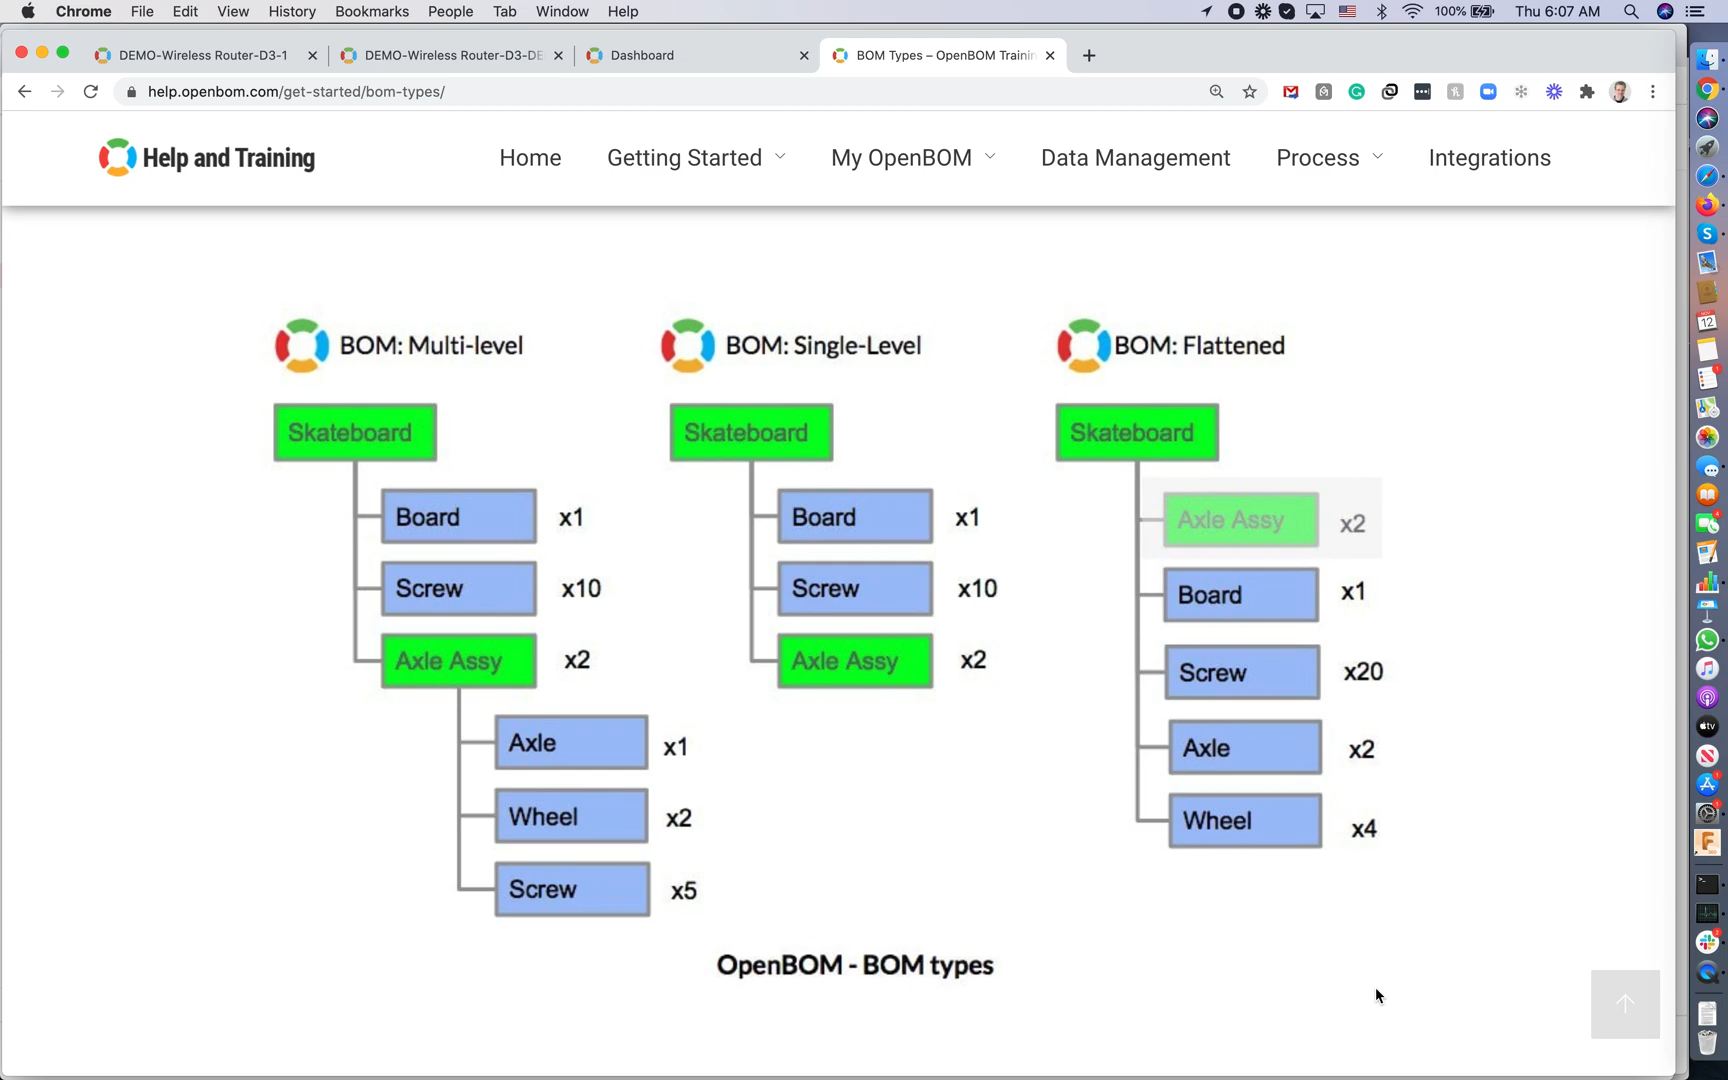 Chrome File Edit View History Bookmarks People Tab Window Help 100% Thu 6:07 AM
DEMO-Wireless Router-D3-1 DEMO-Wireless Router-D3-DE Dashboard BOM Types – OpenBOM Trainin
help.openbom.com/get-started/bom-types/
Help and Training Home Getting Started My OpenBOM Data Management Process Integrations
BOM: Multi-level
Skateboard
Board x1
Screw x10
Axle Assy x2
Axle x1
Wheel x2
Screw x5
BOM: Single-Level
Skateboard
Board x1
Screw x10
Axle Assy x2
BOM: Flattened
Skateboard
Axle Assy x2
Board x1
Screw x20
Axle x2
Wheel x4
OpenBOM - BOM types